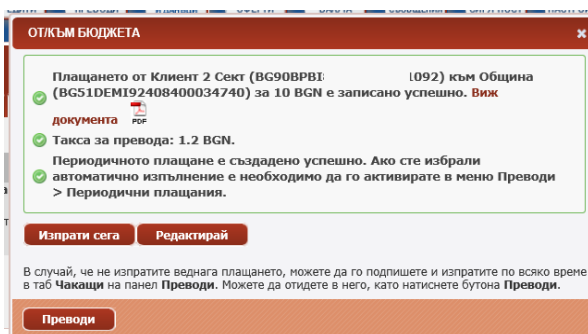 ОТ/КЪМ БЮДЖЕТА
Плащането от Клиент 2 Сект (BG90BPBI 1092) към Община
(BG51DEMI92408400034740) за 10 BGN е записано успешно. Виж
документа PDF
Такса за превода: 1.2 BGN.
Периодичното плащане е създадено успешно. Ако сте избрали
автоматично изпълнение е необходимо да го активирате в меню Преводи
> Периодични плащания.
Изпрати сега Редактирай
В случай, че не изпратите веднага плащането, можете да го подпишете и изпратите по всяко време
в таб Чакащи на панел Преводи. Можете да отидете в него, като натиснете бутона Преводи.
Преводи